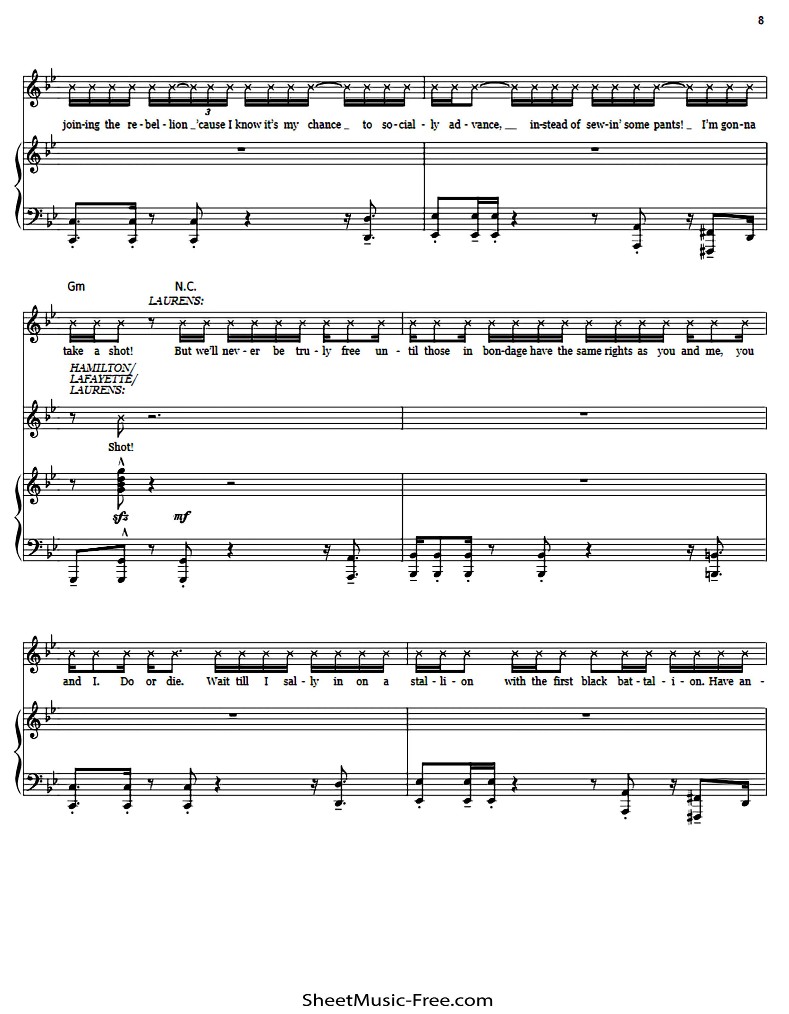 8
3
join-ing the re-bel-lion _'cause I know it's my chance _ to so-cial-ly ad-vance, __ in-stead of sew-in' some pants! _ I'm gon-na
Gm N.C.
LAURENS:
take a shot! But we'll nev-er be tru-ly free un-til those in bon-dage have the same rights as you and me, you
HAMILTON/
LAFAYETTE/
LAURENS:
Shot!
sfz mf
and I. Do or die. Wait till I sal-ly in on a stal-li-on with the first black bat-tal-i-on. Have an-
SheetMusic-Free.com